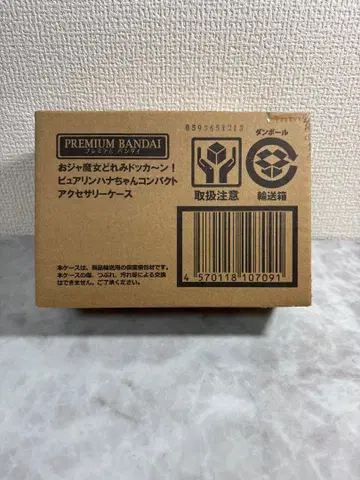 PREMIUM BANDAI
プレミアム バンダイ
おジャ魔女どれみドッカ〜ン!
ピュアリンハナちゃんコンパクト
アクセサリーケース
取扱注意
ダンボール
輸送箱
4 570118 107091
本ケースは、商品輸送用の保護梱包材です。
本ケースの傷、つぶれ、汚れ等による交換
はできません。ご了承ください。